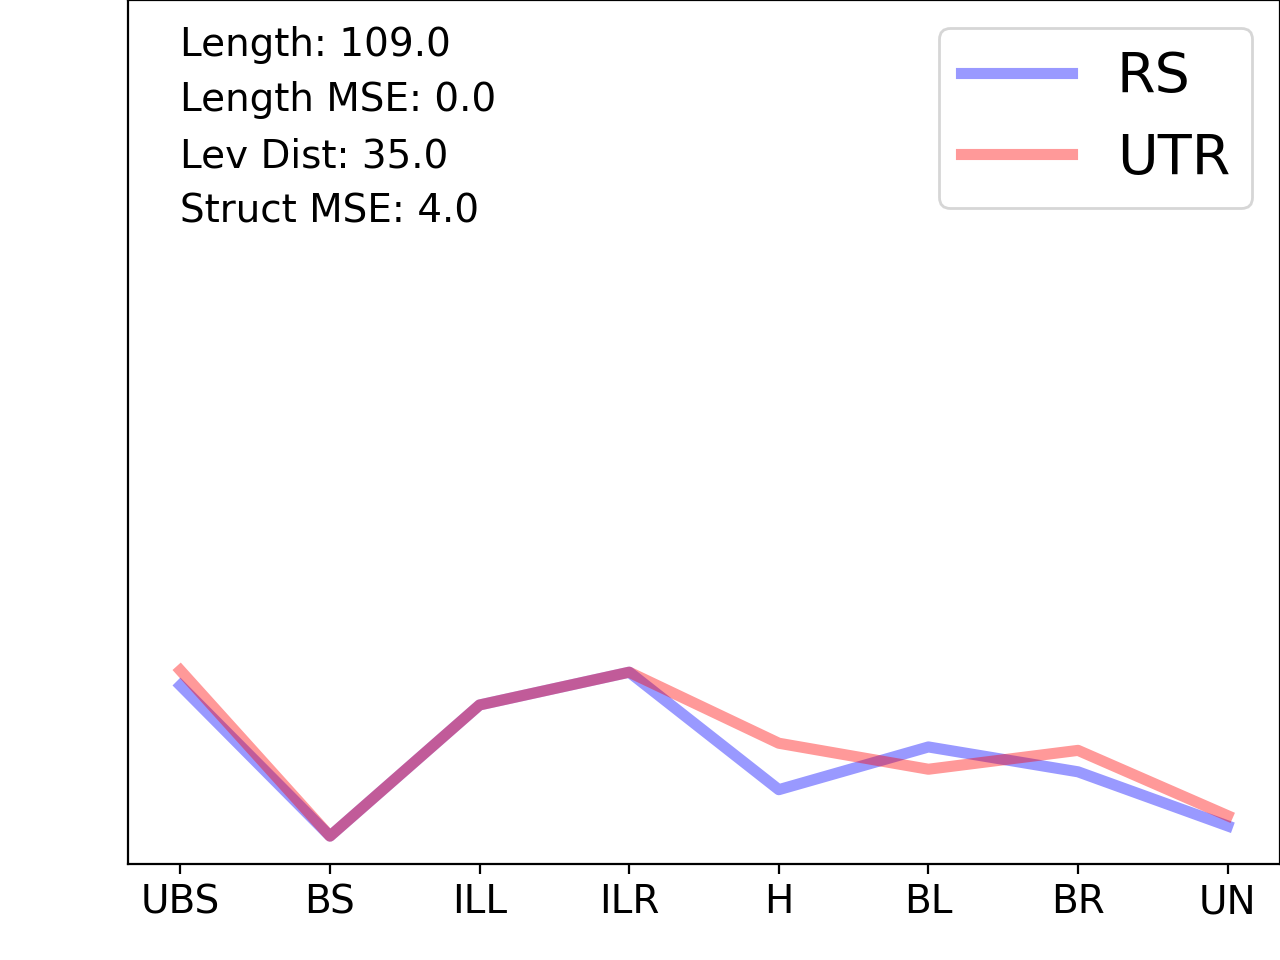 Length: 109.0
Length MSE: 0.0
Lev Dist: 35.0
Struct MSE: 4.0
RS
UTR
UBS BS ILL ILR H BL BR UN